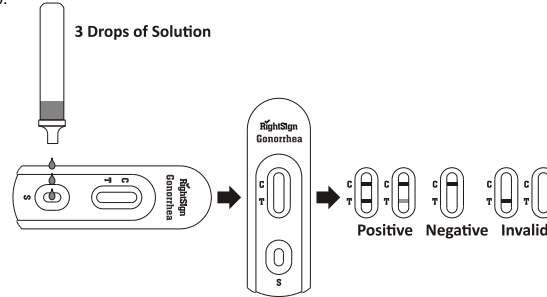 3 Drops of Solution
S
T C
RightSign
Gonorrhea
RightSign
Gonorrhea
C
T
S
C
T
C
T
C
T
C
T
C
T
Positive Negative Invalid